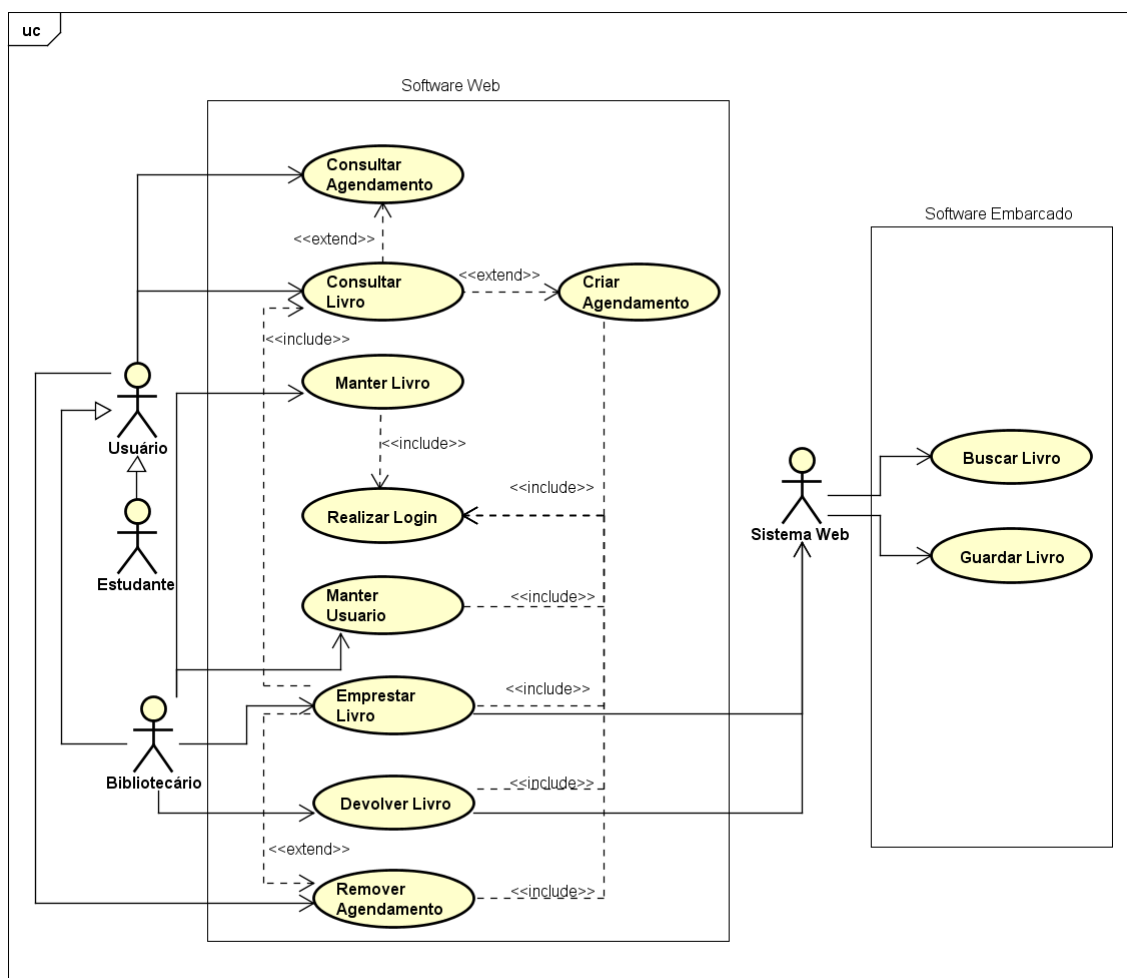 uc
Software Web
Consultar
Agendamento
<<extend>>
Software Embarcado
Consultar
Livro
<<extend>>
Criar
Agendamento
<<include>>
Manter Livro
Usuário
<<include>>
Buscar Livro
<<include>>
Realizar Login
Sistema Web
Guardar Livro
Estudante
Manter
Usuario
<<include>>
Emprestar
Livro
<<include>>
Bibliotecário
Devolver Livro
<<include>>
<<extend>>
Remover
Agendamento
<<include>>